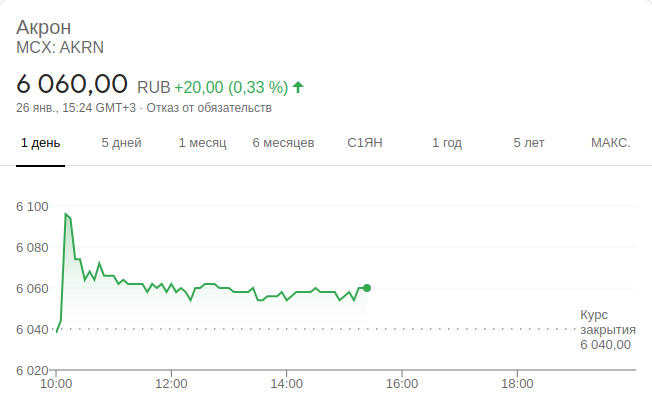 Акрон
MCX: AKRN
6 060,00 RUB +20,00 (0,33 %)
26 янв., 15:24 GMT+3 · Отказ от обязательств
1 день 5 дней 1 месяц 6 месяцев С1ЯН 1 год 5 лет МАКС.
6 100
6 080
6 060
6 040
6 020
Курс
закрытия
6 040,00
10:00 12:00 14:00 16:00 18:00